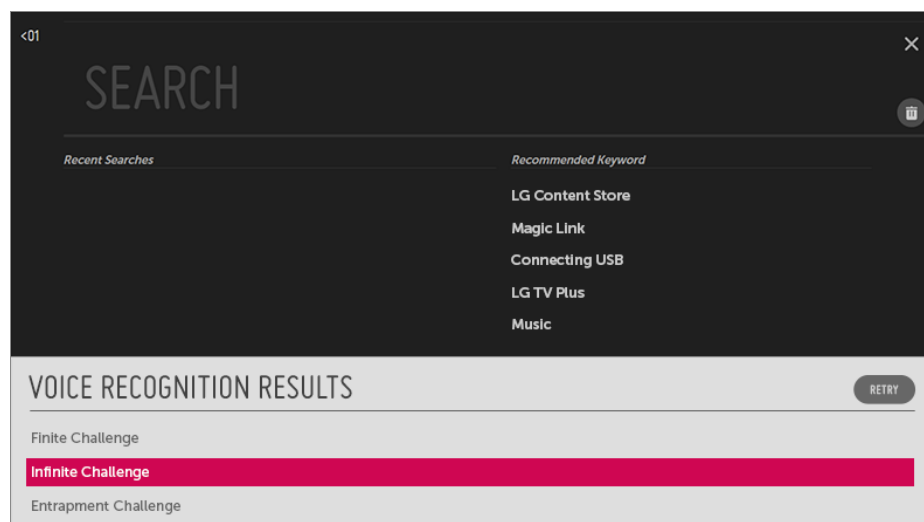 <01
SEARCH
Recent Searches
Recommended Keyword
LG Content Store
Magic Link
Connecting USB
LG TV Plus
Music
VOICE RECOGNITION RESULTS
RETRY
Finite Challenge
Infinite Challenge
Entrapment Challenge